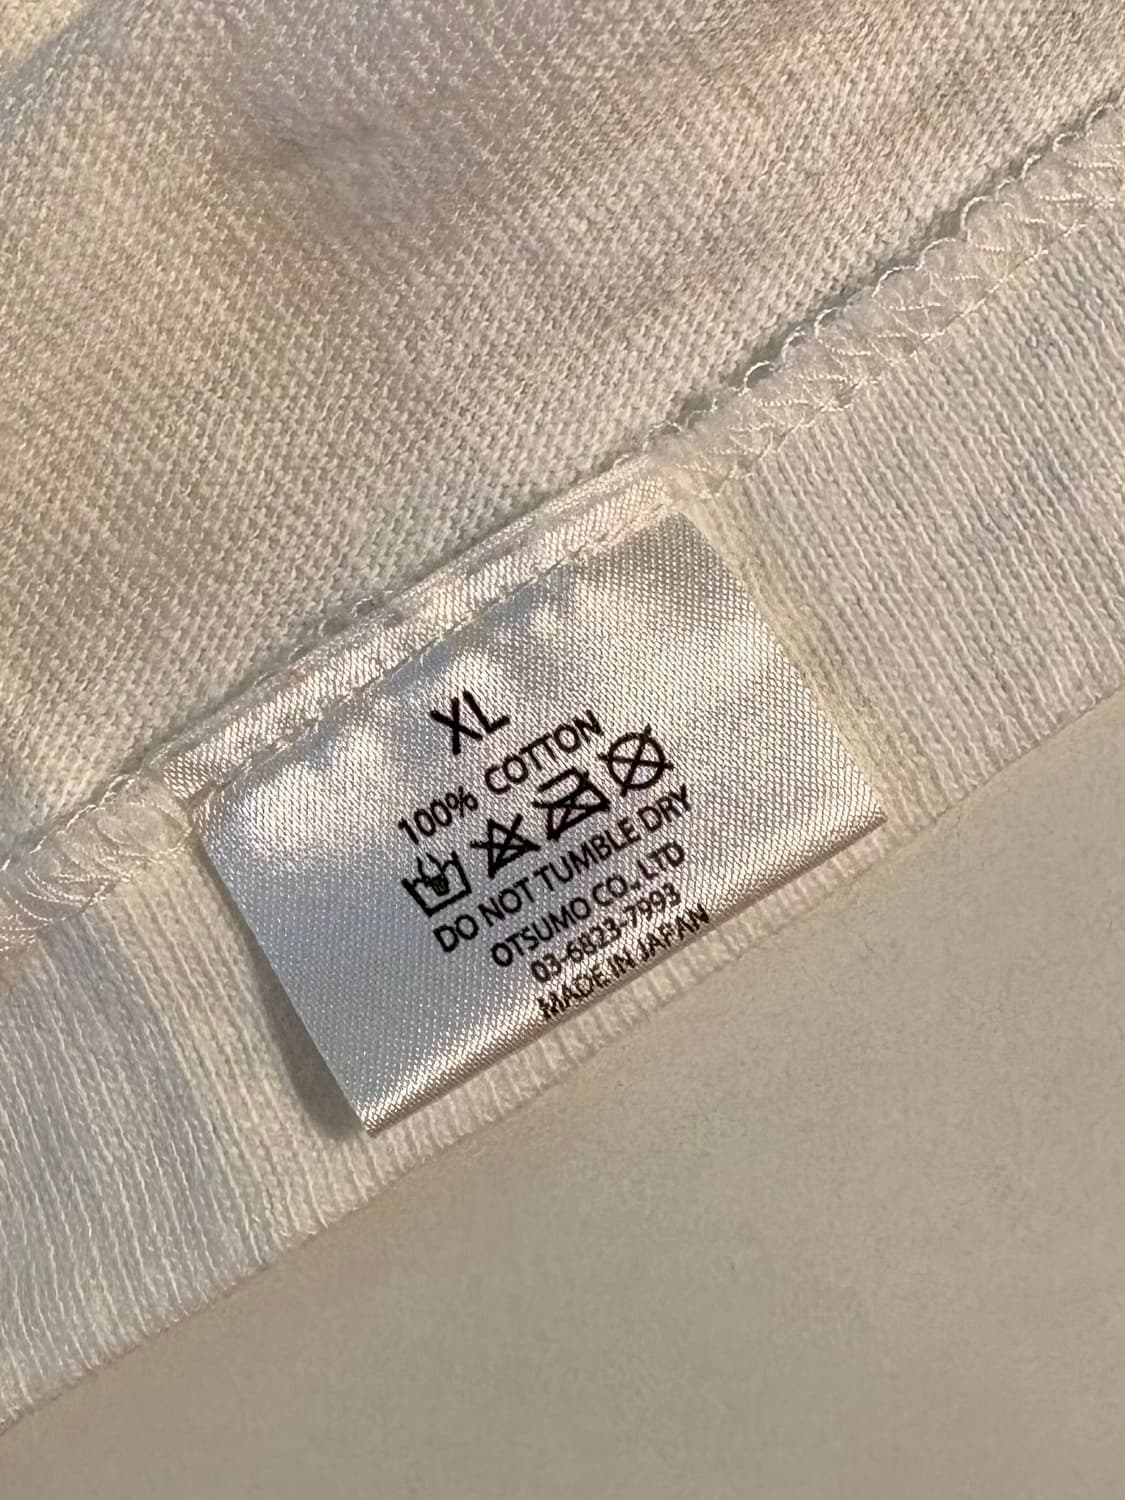 XL
100% COTTON
DO NOT TUMBLE DRY
OTSUMO CO.,LTD
03-6823-7993
MADE IN JAPAN